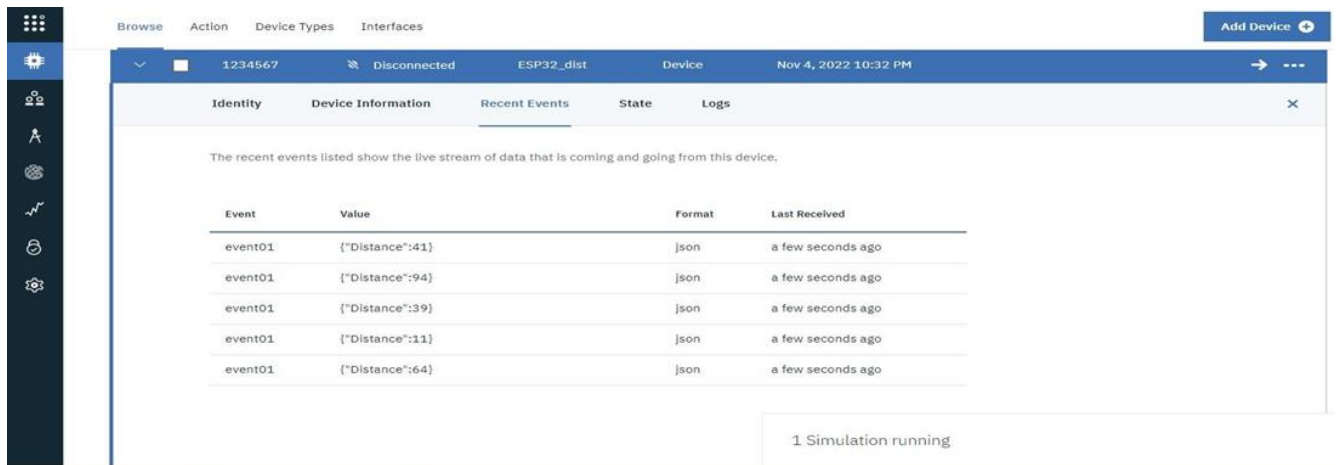 Browse Action Device Types Interfaces Add Device
1234567 Disconnected ESP32_dist Device Nov 4, 2022 10:32 PM
Identity Device Information Recent Events State Logs
The recent events listed show the live stream of data that is coming and going from this device.
Event Value Format Last Received
event01 {"Distance":41} json a few seconds ago
event01 {"Distance":94} json a few seconds ago
event01 {"Distance":39} json a few seconds ago
event01 {"Distance":11} json a few seconds ago
event01 {"Distance":64} json a few seconds ago
1 Simulation running